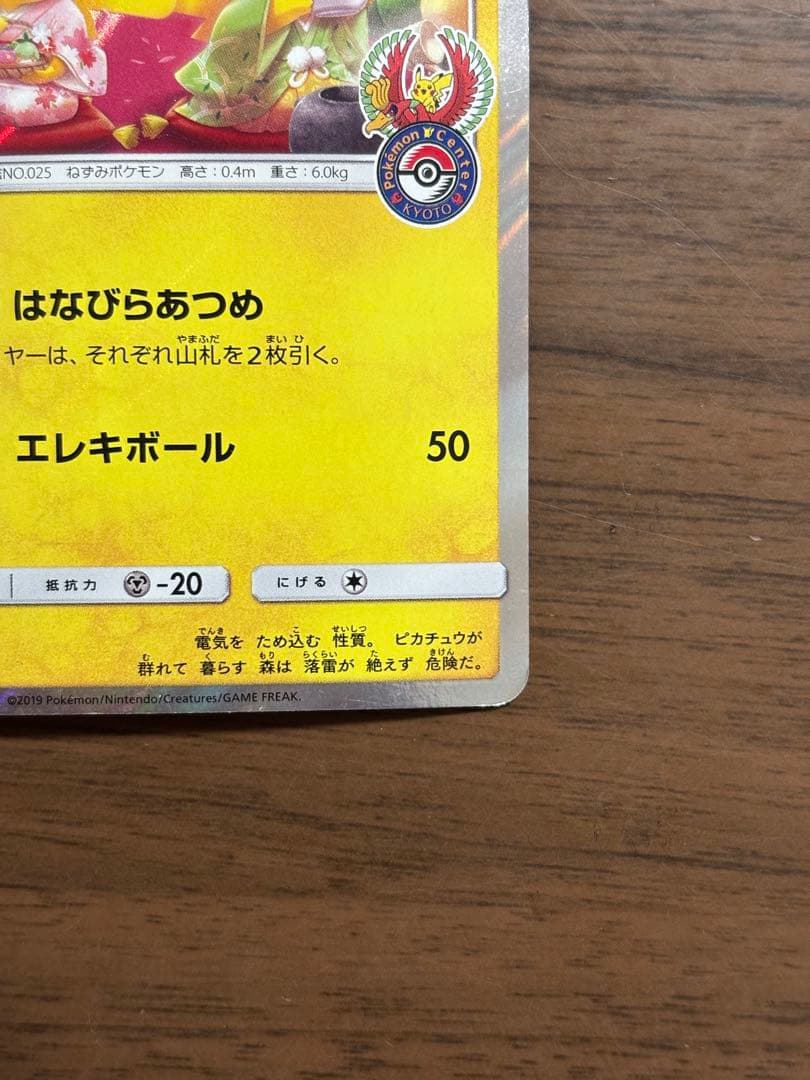 NO.025 ねずみポケモン 高さ：0.4m 重さ：6.0kg
Pokémon Center
KYOTO
はなびらあつめ
ヤーは、それぞれ山札を2枚引く。
エレキボール 50
抵抗力 -20 にげる
電気を ため込む 性質。 ピカチュウが
群れて 暮らす 森は 落雷が 絶えず 危険だ。
©2019 Pokémon/Nintendo/Creatures/GAME FREAK.